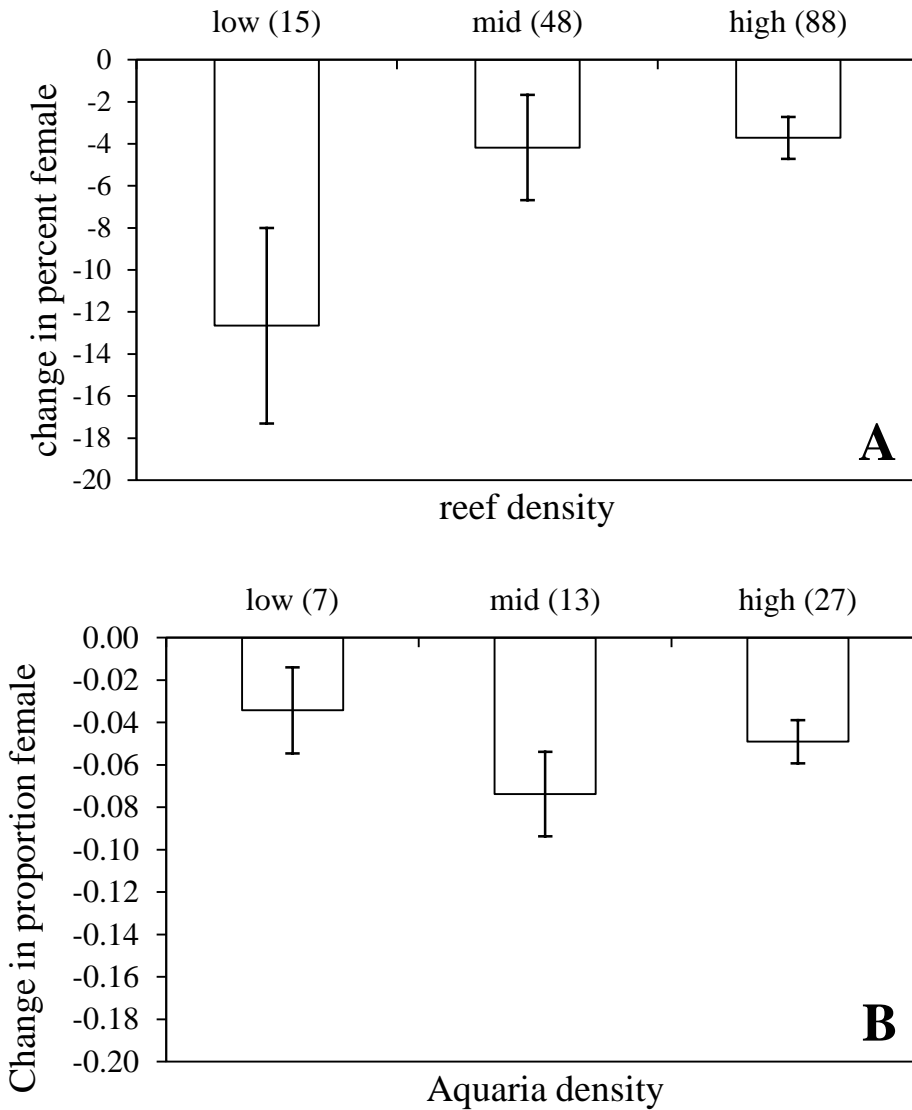 low (15) mid (48) high (88)
0
-2
-4
-6
-8
-10
-12
-14
-16
-18
-20
change in percent female
A
reef density
low (7) mid (13) high (27)
0.00
-0.02
-0.04
-0.06
-0.08
-0.10
-0.12
-0.14
-0.16
-0.18
-0.20
Change in proportion female
B
Aquaria density